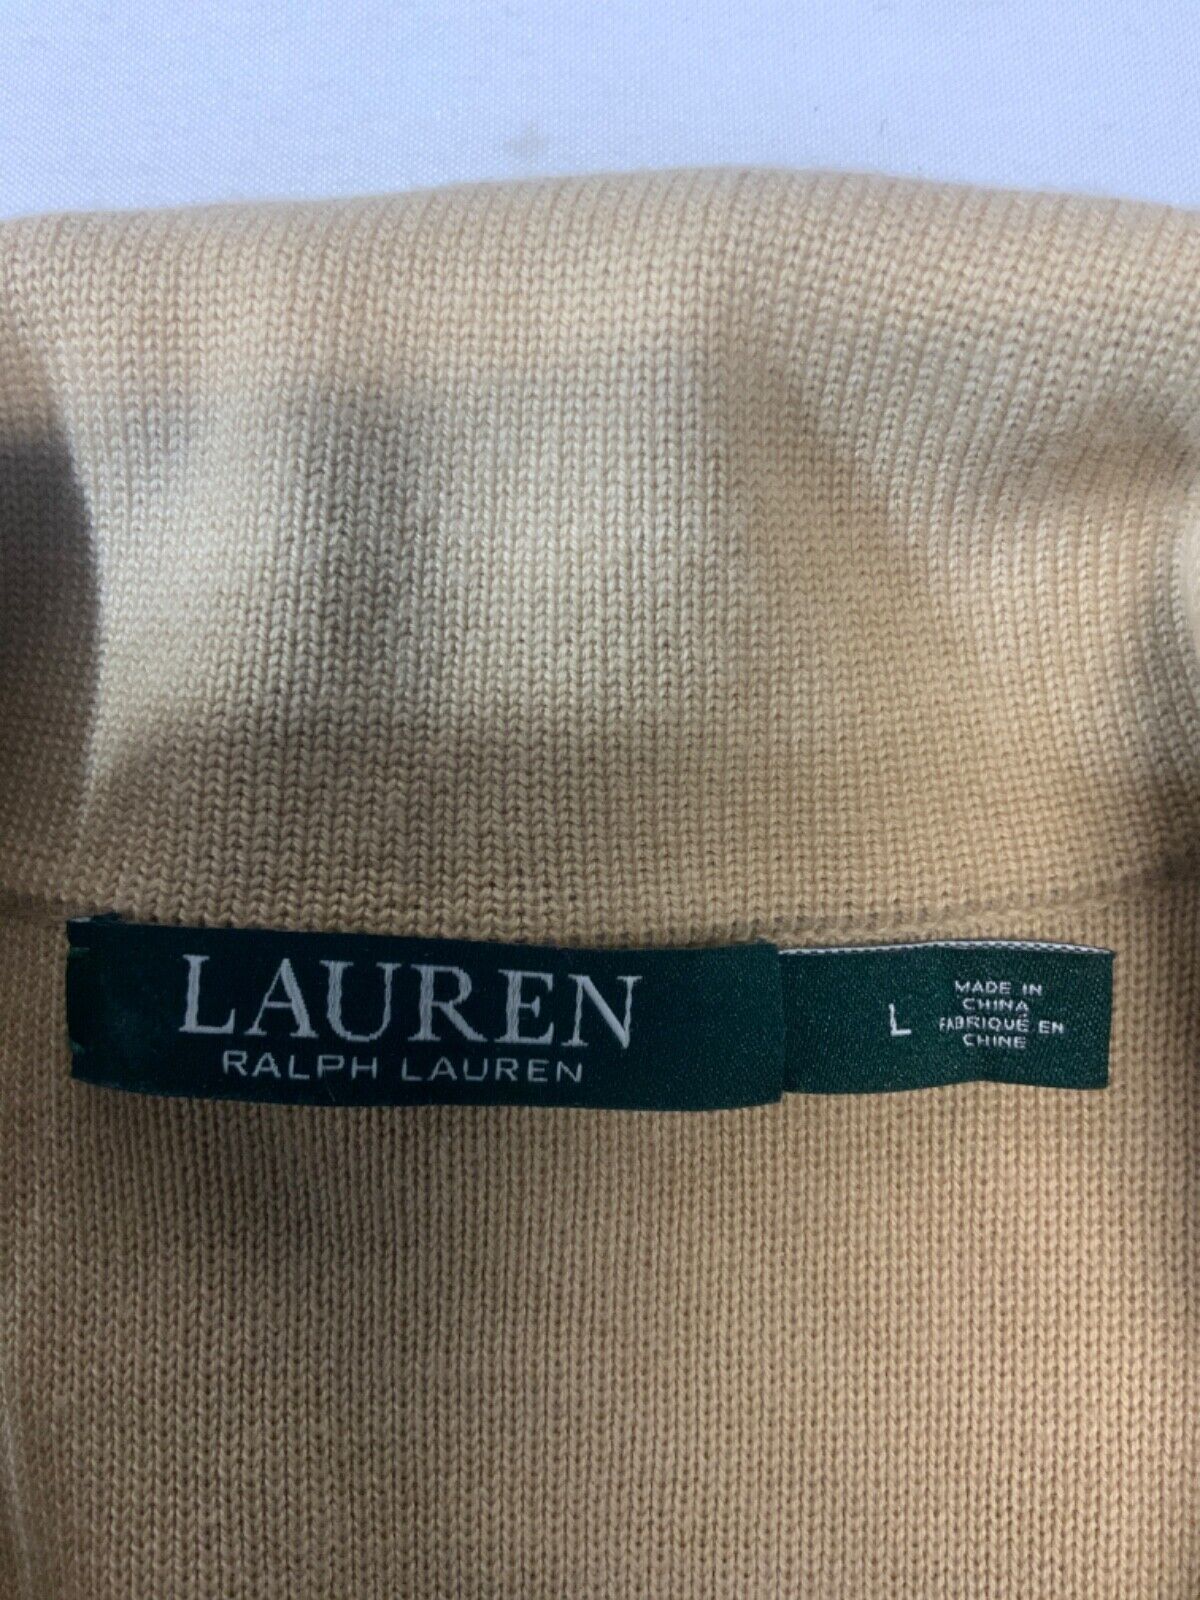 LAUREN
RALPH LAUREN
L
MADE IN
CHINA
FABRIQUÉ EN
CHINE